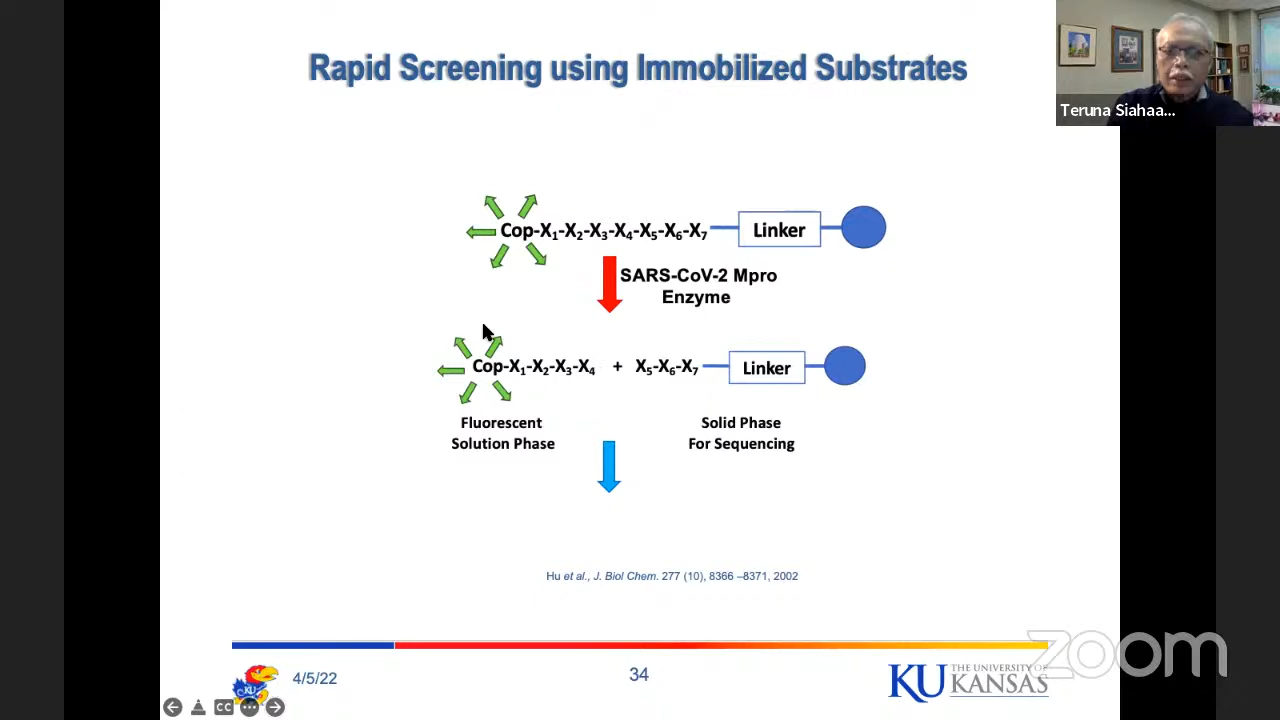 Rapid Screening using Immobilized Substrates
Teruna Siahaa...
Cop-X1-X2-X3-X4-X5-X6-X7
Linker
SARS-CoV-2 Mpro
Enzyme
Cop-X1-X2-X3-X4 + X5-X6-X7
Linker
Fluorescent
Solution Phase
Solid Phase
For Sequencing
Hu et al., J. Biol Chem. 277 (10), 8366 –8371, 2002
KU
4/5/22
34
KU THE UNIVERSITY OF
KANSAS
zoom
CC